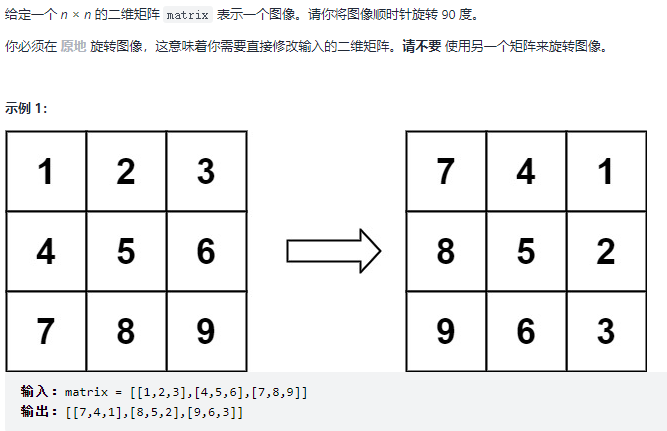 给定一个 n × n 的二维矩阵 matrix 表示一个图像。请你将图像顺时针旋转 90 度。
你必须在 原地 旋转图像，这意味着你需要直接修改输入的二维矩阵。请不要 使用另一个矩阵来旋转图像。
示例 1：
1 2 3 7 4 1
4 5 6 8 5 2
7 8 9 9 6 3
输入：matrix = [[1,2,3],[4,5,6],[7,8,9]]
输出：[[7,4,1],[8,5,2],[9,6,3]]